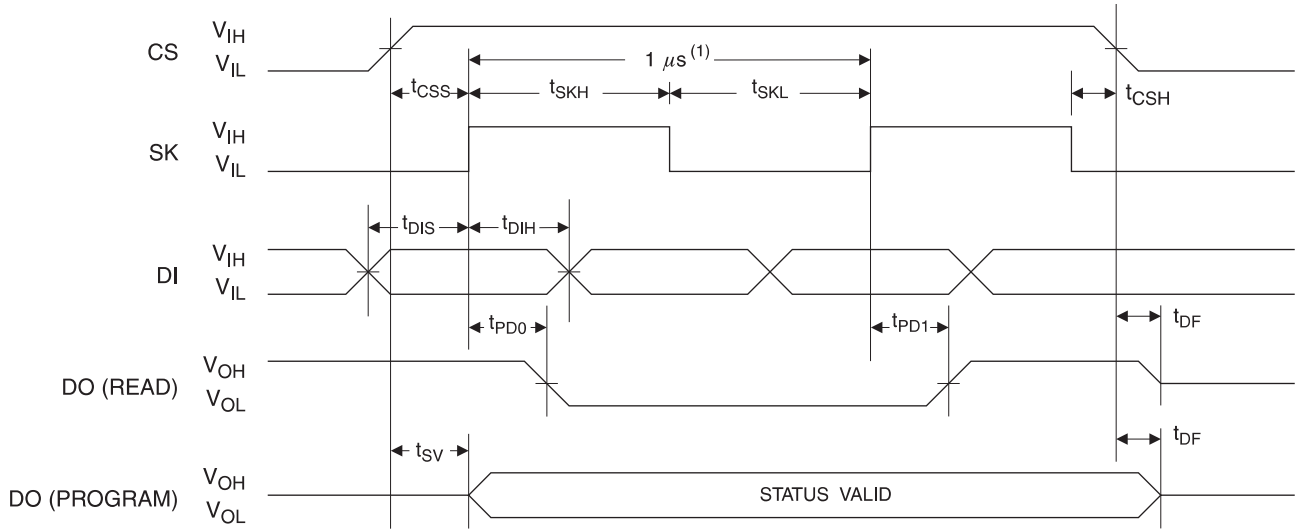 CS
V_IH
V_IL
1 μs (1)
t_CSS
t_SKH
t_SKL
t_CSH
SK
V_IH
V_IL
t_DIS
t_DIH
DI
V_IH
V_IL
t_PD0
t_PD1
t_DF
DO (READ)
V_OH
V_OL
t_SV
t_DF
DO (PROGRAM)
V_OH
V_OL
STATUS VALID